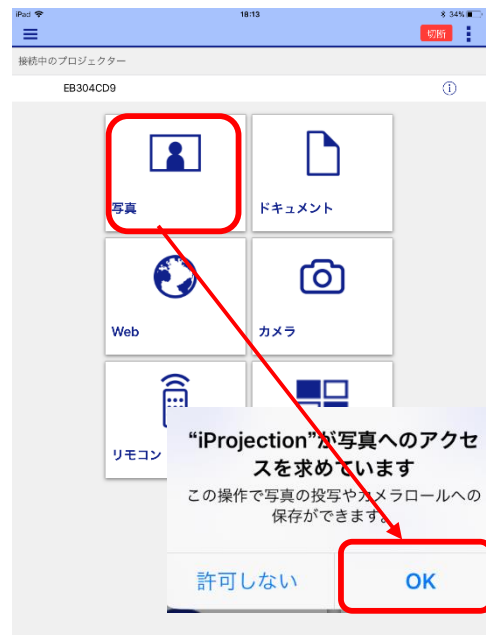 iPad 18:13 34%
切断
接続中のプロジェクター
EB304CD9
写真 ドキュメント
Web カメラ
リモコン
“iProjection”が写真へのアクセ
スを求めています
この操作で写真の投写やカメラロールへの
保存ができます。
許可しない OK